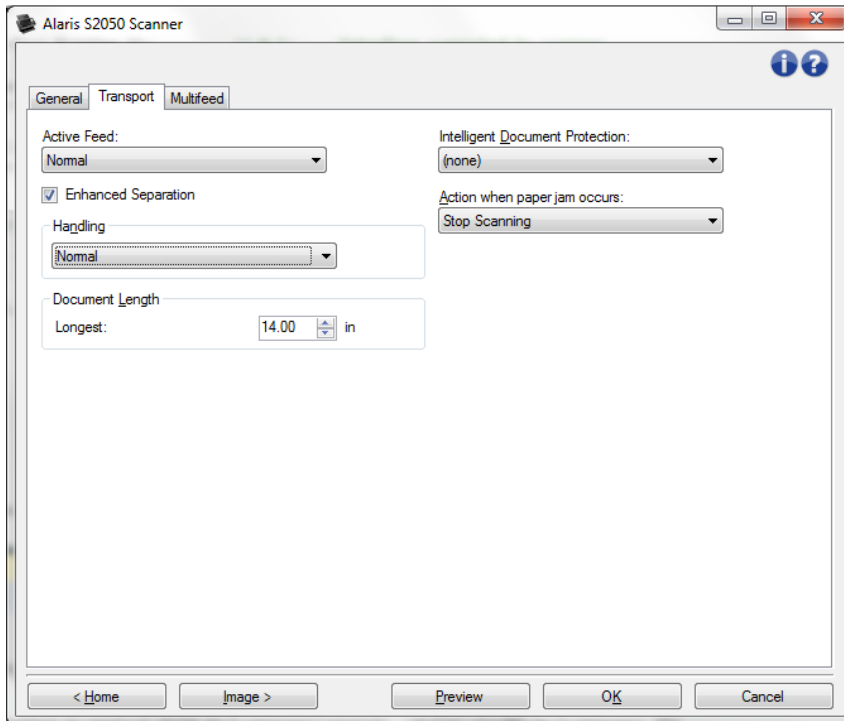 Alaris S2050 Scanner
General Transport Multifeed
Active Feed:
Normal
Enhanced Separation
Handling
Normal
Document Length
Longest: 14.00 in
Intelligent Document Protection:
(none)
Action when paper jam occurs:
Stop Scanning
< Home Image > Preview OK Cancel